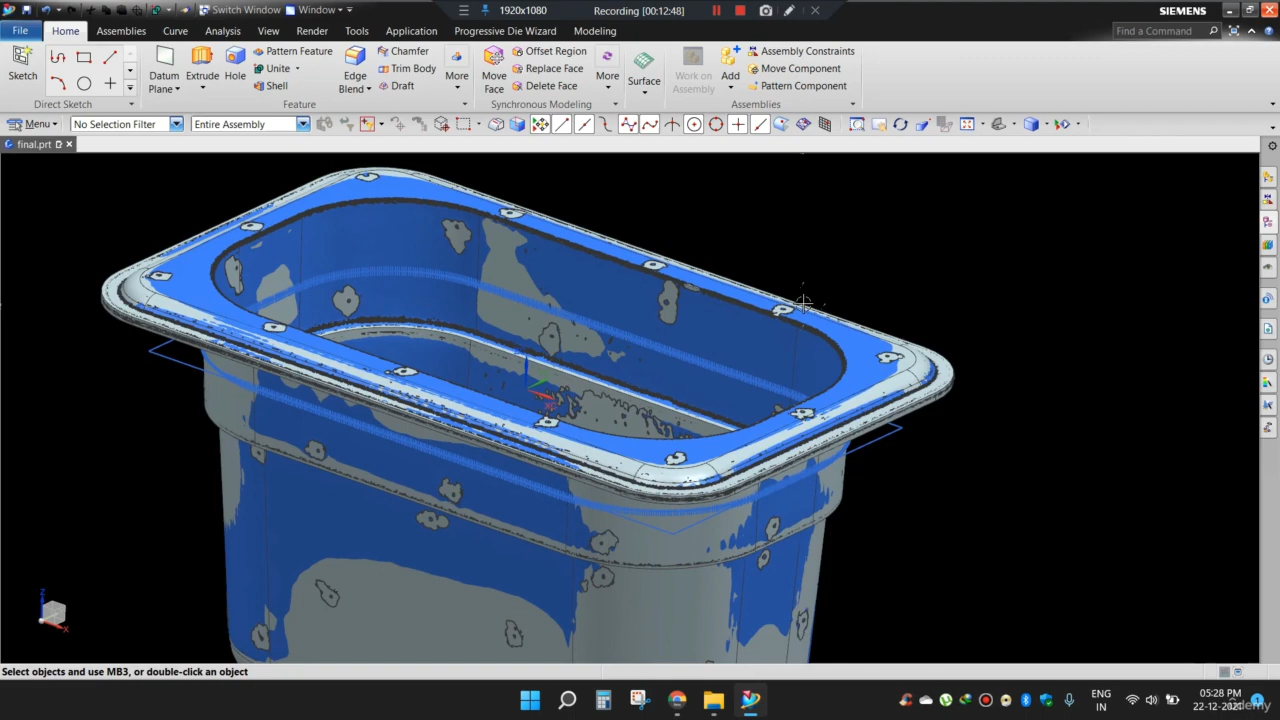 Switch Window
Window
1920x1080
Recording [00:12:48]
SIEMENS
File
Home
Assemblies
Curve
Analysis
View
Render
Tools
Application
Progressive Die Wizard
Modeling
Find a Command
Sketch
Direct Sketch
Datum
Plane
Extrude
Hole
Pattern Feature
Unite
Shell
Edge
Blend
Chamfer
Trim Body
Draft
More
Feature
Move
Face
Offset Region
Replace Face
Delete Face
More
Synchronous Modeling
Surface
Work on
Assembly
Add
Assembly Constraints
Move Component
Pattern Component
Assemblies
Menu
No Selection Filter
Entire Assembly
final.prt
Z
X
Select objects and use MB3, or double-click an object
ENG
IN
05:28 PM
22-12-2021
Udemy